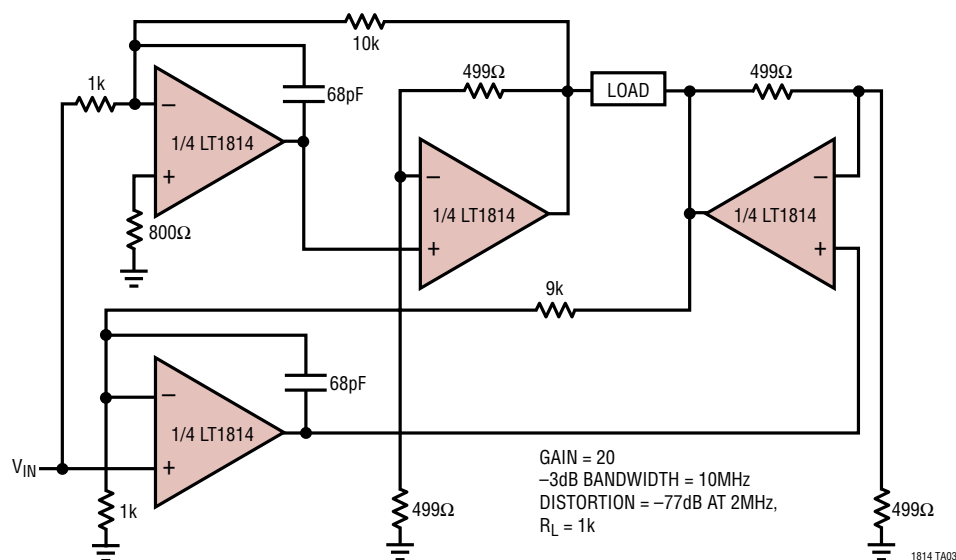 10k
1k
68pF
499Ω
LOAD
499Ω
–
1/4 LT1814
+
800Ω
–
1/4 LT1814
+
–
1/4 LT1814
+
9k
68pF
–
1/4 LT1814
+
VIN
1k
499Ω
GAIN = 20
–3dB BANDWIDTH = 10MHz
DISTORTION = –77dB AT 2MHz,
RL = 1k
499Ω
1814 TA03